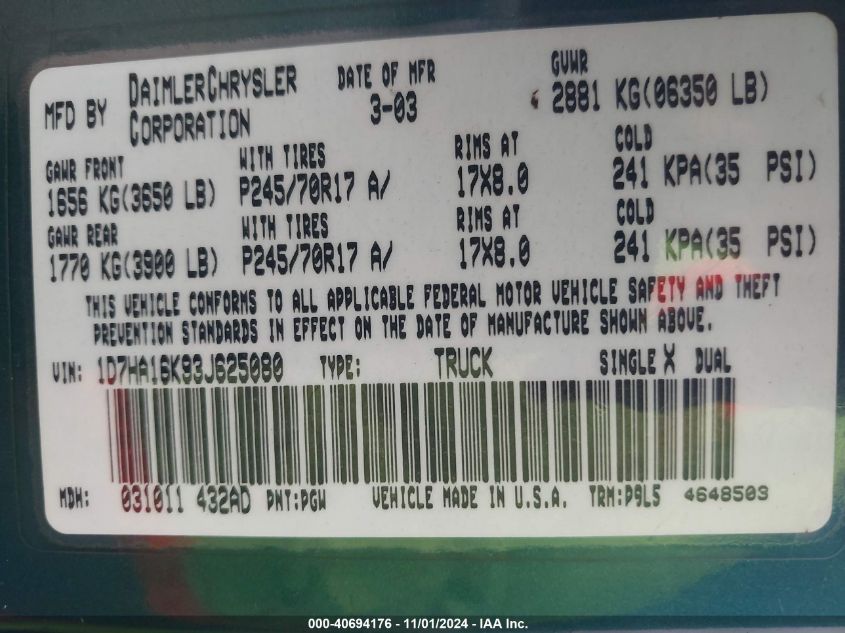 MFD BY DAIMLERCHRYSLER CORPORATION DATE OF MFR 3-03 GVWR 2881 KG(06350 LB)
GAWR FRONT WITH TIRES RIMS AT COLD
1656 KG(3650 LB) P245/70R17 A/ 17X8.0 241 KPA(35 PSI)
GAWR REAR WITH TIRES RIMS AT COLD
1770 KG(3900 LB) P245/70R17 A/ 17X8.0 241 KPA(35 PSI)
THIS VEHICLE CONFORMS TO ALL APPLICABLE FEDERAL MOTOR VEHICLE SAFETY AND THEFT
PREVENTION STANDARDS IN EFFECT ON THE DATE OF MANUFACTURE SHOWN ABOVE.
VIN: 1D7HA16K93J625080 TYPE: TRUCK SINGLE X DUAL
MDH: 031011 432AD PNT:PGW VEHICLE MADE IN U.S.A. TRM:D9L5 4648503
000-40694176 - 11/01/2024 - IAA Inc.